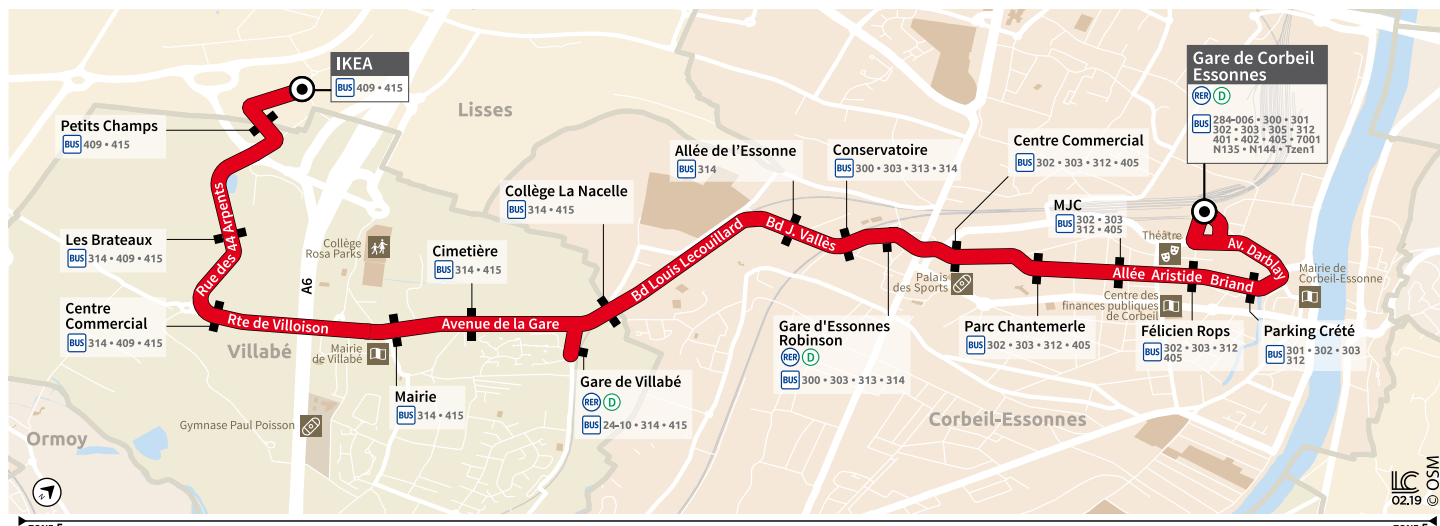 IKEA
BUS 409 • 415
Petits Champs
BUS 409 • 415
Lisses
Les Brateaux
BUS 314 • 409 • 415
Rue des 44 Arpents
Centre
Commercial
BUS 314 • 409 • 415
Rte de Villoison
Villabé
Collège
Rosa Parks
A6
Mairie
de Villabé
Gymnase Paul Poisson
Ormoy
N
Cimetière
BUS 314 • 415
Mairie
BUS 314 • 415
Avenue de la Gare
Collège La Nacelle
BUS 314 • 415
Gare de Villabé
RER D
BUS 24-10 • 314 • 415
Bd Louis Lecouillard
Allée de l'Essonne
BUS 314
Bd J. Vallès
Conservatoire
BUS 300 • 303 • 313 • 314
Gare d'Essonnes
Robinson
RER D
BUS 300 • 303 • 313 • 314
Centre Commercial
BUS 302 • 303 • 312 • 405
Palais
des Sports
Parc Chantemerle
BUS 302 • 303 • 312 • 405
MJC
BUS 302 • 303
312 • 405
Théâtre
Allée Aristide Briand
Centre des
finances publiques
de Corbeil
Félicien Rops
BUS 302 • 303 • 312
405
Parking Crété
BUS 301 • 302 • 303
312
Av. Darblay
Mairie de
Corbeil-Essonne
Gare de Corbeil
Essonnes
RER D
BUS 284-006 • 300 • 301
302 • 303 • 305 • 312
401 • 402 • 405 • 7001
N135 • N144 • Tzen1
Corbeil-Essonnes
LC
02.19 © OSM